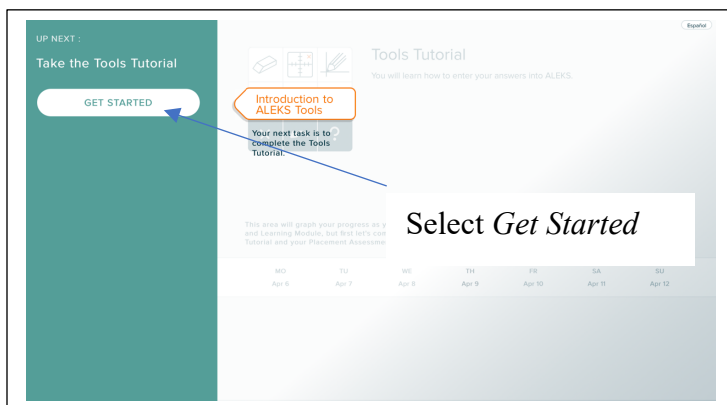 Español
UP NEXT :
Take the Tools Tutorial
GET STARTED
Tools Tutorial
You will learn how to enter your answers into ALEKS.
Introduction to
ALEKS Tools
Your next task is to
complete the Tools
Tutorial.
?
Select Get Started
This area will graph your progress as y
and Learning Module, but first let's com
Tutorial and your Placement Assessme
MO TU WE TH FR SA SU
Apr 6 Apr 7 Apr 8 Apr 9 Apr 10 Apr 11 Apr 12